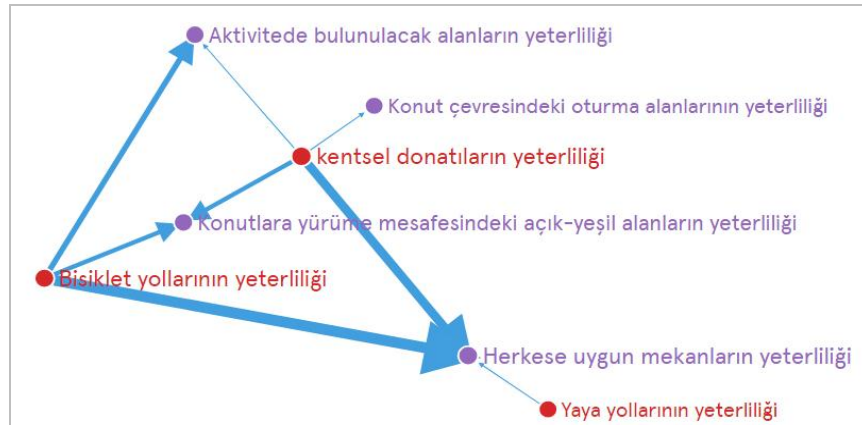 Aktivitede bulunulacak alanların yeterliliği
Konut çevresindeki oturma alanlarının yeterliliği
kentsel donatıların yeterliliği
Konutlara yürüme mesafesindeki açık-yeşil alanların yeterliliği
Bisiklet yollarının yeterliliği
Herkese uygun mekanların yeterliliği
Yaya yollarının yeterliliği